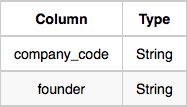 Column Type
company_code String
founder String